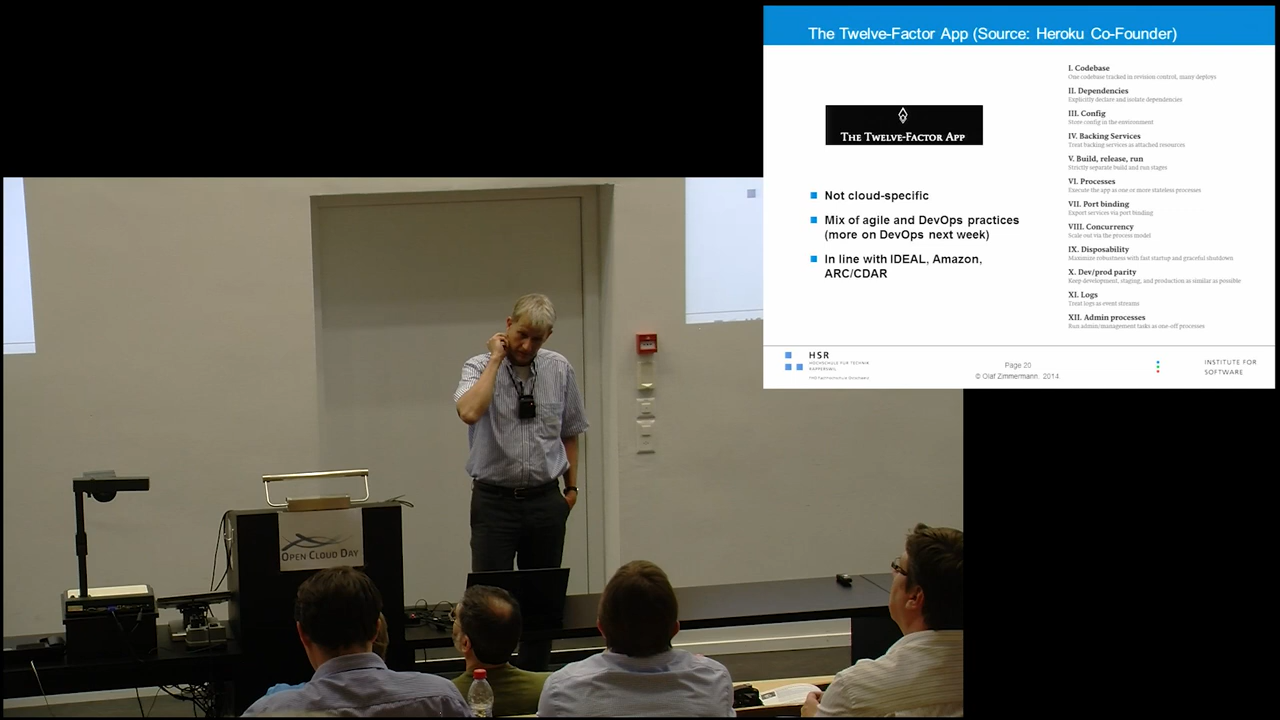 The Twelve-Factor App (Source: Heroku Co-Founder)
THE TWELVE-FACTOR APP
Not cloud-specific
Mix of agile and DevOps practices
(more on DevOps next week)
In line with IDEAL, Amazon,
ARC/CDAR
I. Codebase
One codebase tracked in revision control, many deploys
II. Dependencies
Explicitly declare and isolate dependencies
III. Config
Store config in the environment
IV. Backing Services
Treat backing services as attached resources
V. Build, release, run
Strictly separate build and run stages
VI. Processes
Execute the app as one or more stateless processes
VII. Port binding
Export services via port binding
VIII. Concurrency
Scale out via the process model
IX. Disposability
Maximize robustness with fast startup and graceful shutdown
X. Dev/prod parity
Keep development, staging, and production as similar as possible
XI. Logs
Treat logs as event streams
XII. Admin processes
Run admin/management tasks as one-off processes
HSR
HOCHSCHULE FÜR TECHNIK
RAPPERSWIL
Page 20
© Olaf Zimmermann, 2014
INSTITUTE FOR
SOFTWARE
OPEN CLOUD DAY